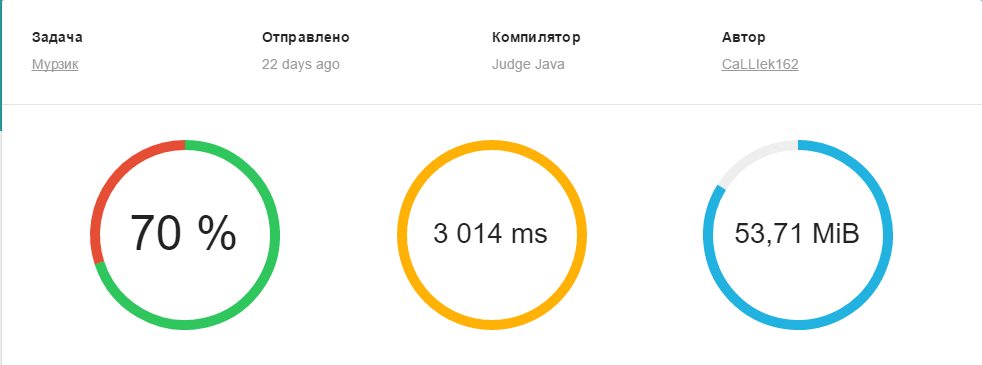 Задача Отправлено Компилятор Автор
Мурзик 22 days ago Judge Java CaLLIek162
70 % 3 014 ms 53,71 MiB